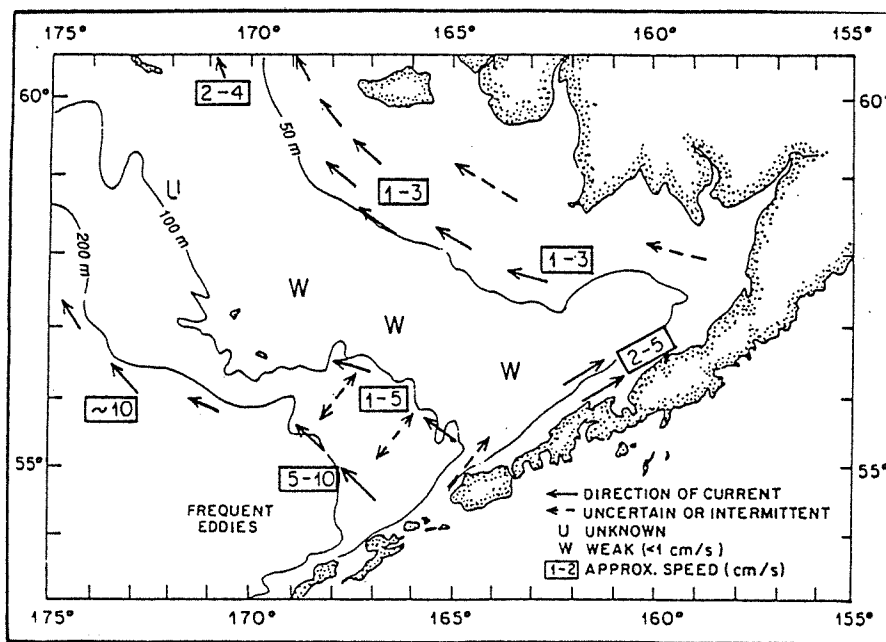 175° 170° 165° 160° 155°
60° 60°
2-4
50 m
U
100 m
1-3
200 m
1-3
W
W
W
2-5
1-5
~10
55° 55°
5-10
FREQUENT
EDDIES
DIRECTION OF CURRENT
UNCERTAIN OR INTERMITTENT
U UNKNOWN
W WEAK (<1 cm/s)
1-2 APPROX. SPEED (cm/s)
175° 170° 165° 160° 155°